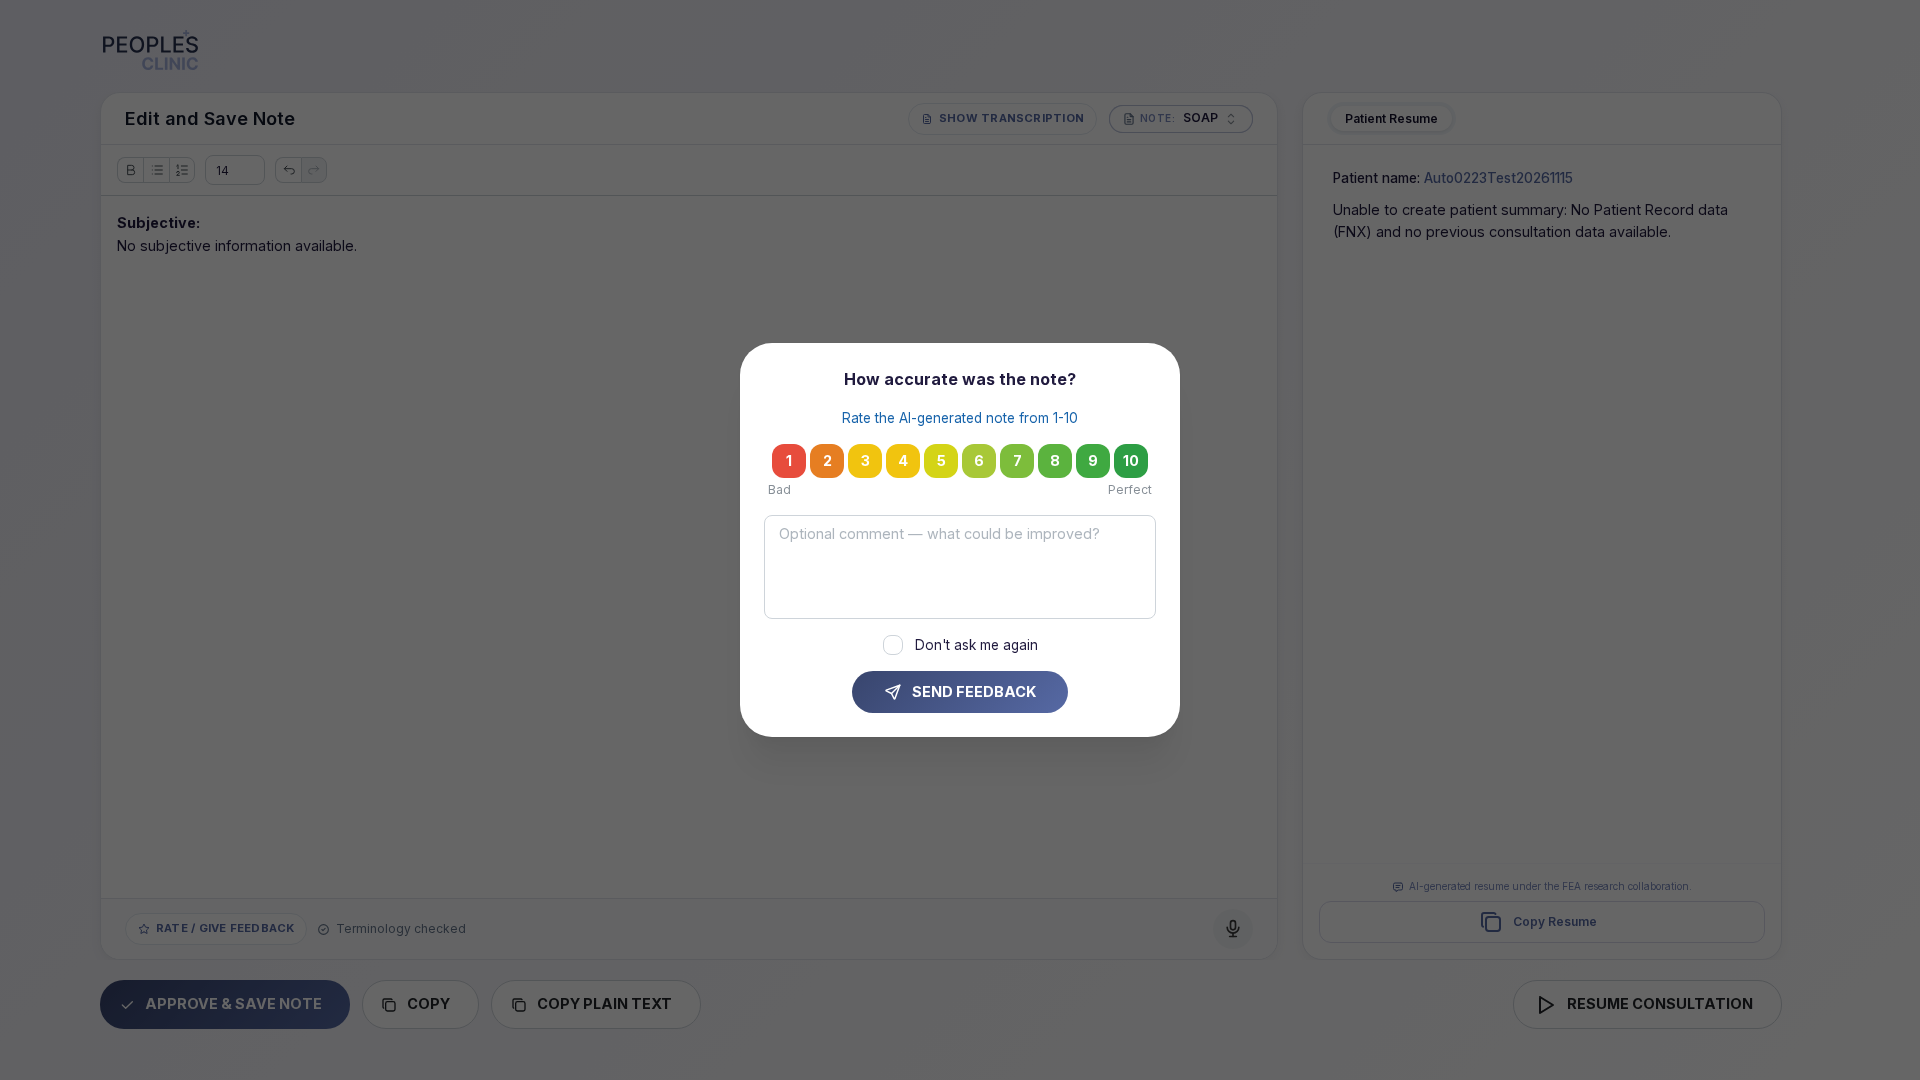 PEOPLES
CLINIC
Edit and Save Note
SHOW TRANSCRIPTION
NOTE: SOAP
14
Subjective:
No subjective information available.
Patient Resume
Patient name: Auto0223Test20261115
Unable to create patient summary: No Patient Record data
(FNX) and no previous consultation data available.
How accurate was the note?
Rate the AI-generated note from 1-10
1 2 3 4 5 6 7 8 9 10
Bad Perfect
Optional comment — what could be improved?
Don't ask me again
SEND FEEDBACK
RATE / GIVE FEEDBACK
Terminology checked
AI-generated resume under the FEA research collaboration.
Copy Resume
APPROVE & SAVE NOTE
COPY
COPY PLAIN TEXT
RESUME CONSULTATION